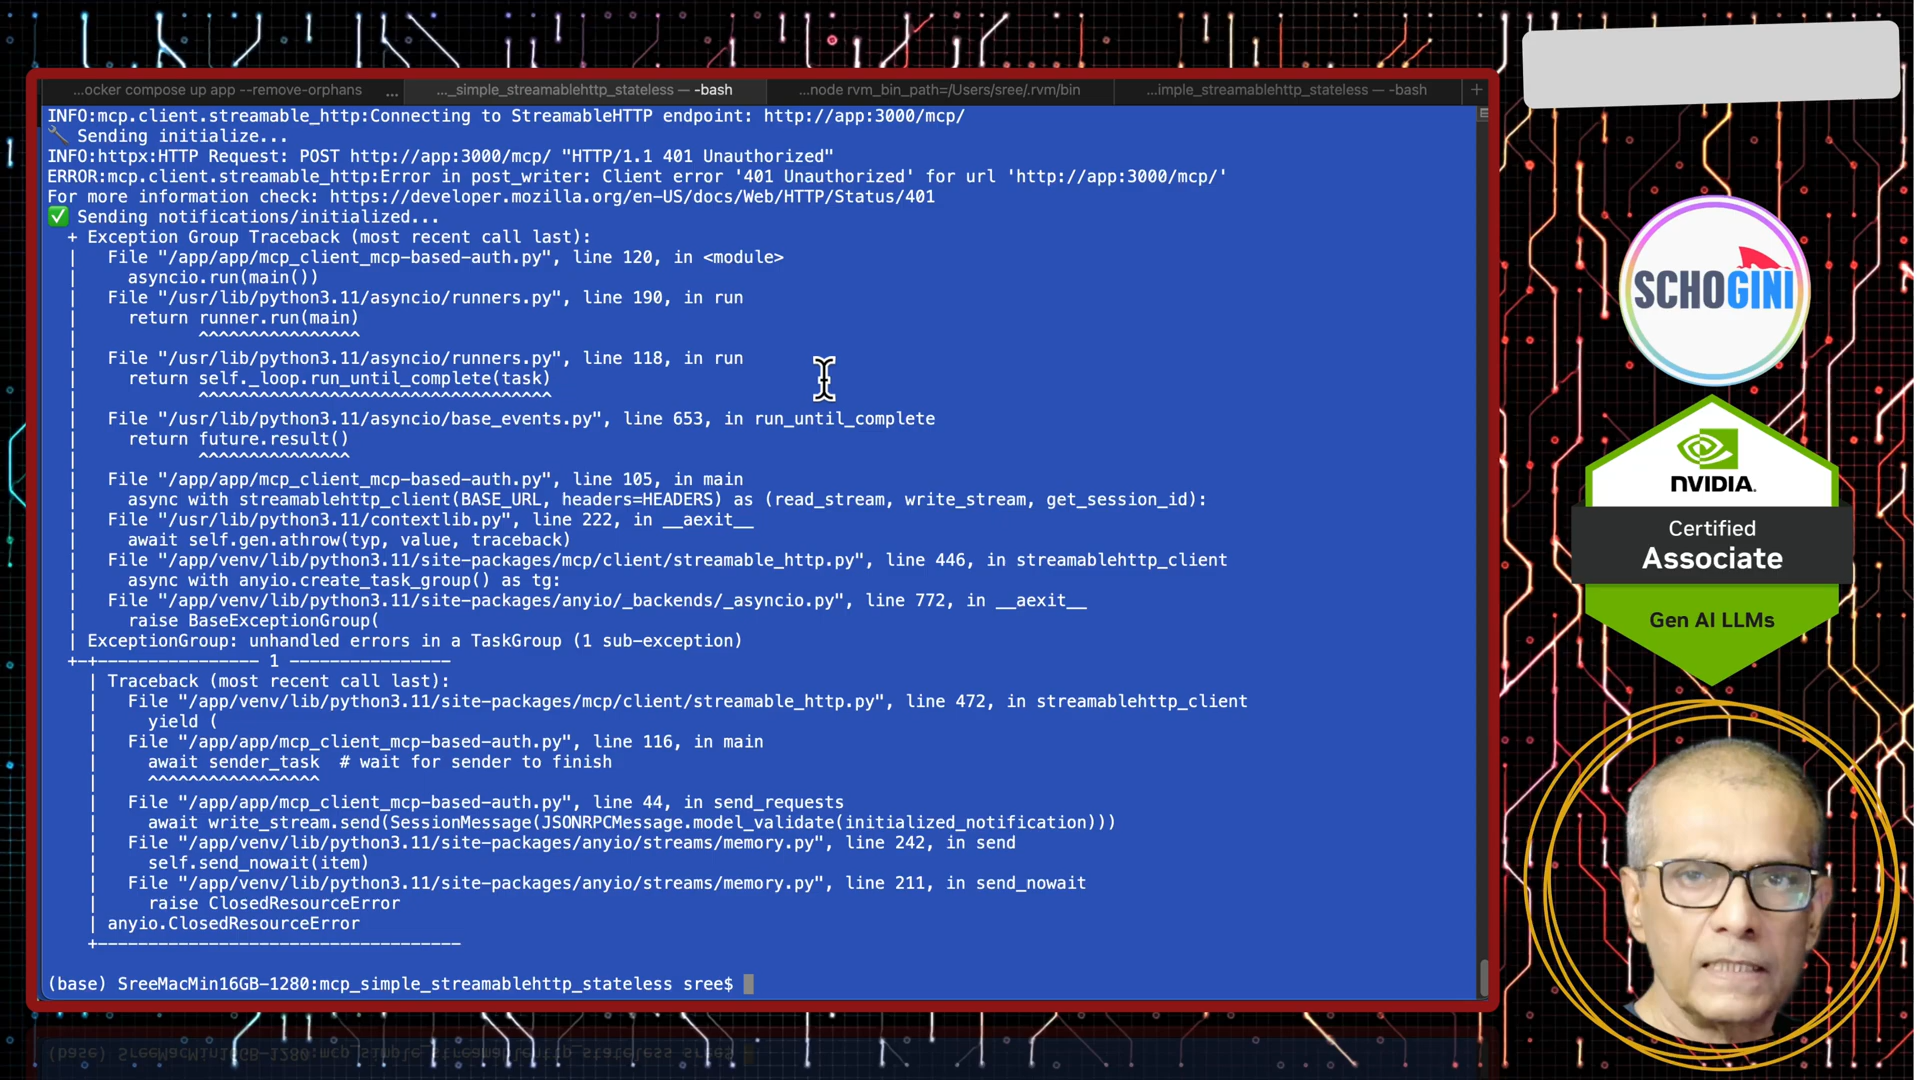 ...ocker compose up app --remove-orphans ... ..._simple_streamablehttp_stateless — -bash ...node rvm_bin_path=/Users/sree/.rvm/bin ...imple_streamablehttp_stateless — -bash +
INFO:mcp.client.streamable_http:Connecting to StreamableHTTP endpoint: http://app:3000/mcp/
🔧 Sending initialize...
INFO:httpx:HTTP Request: POST http://app:3000/mcp/ "HTTP/1.1 401 Unauthorized"
ERROR:mcp.client.streamable_http:Error in post_writer: Client error '401 Unauthorized' for url 'http://app:3000/mcp/'
For more information check: https://developer.mozilla.org/en-US/docs/Web/HTTP/Status/401
✅ Sending notifications/initialized...
  + Exception Group Traceback (most recent call last):
  |   File "/app/app/mcp_client_mcp-based-auth.py", line 120, in <module>
  |     asyncio.run(main())
  |   File "/usr/lib/python3.11/asyncio/runners.py", line 190, in run
  |     return runner.run(main)
  |            ^^^^^^^^^^^^^^^^
  |   File "/usr/lib/python3.11/asyncio/runners.py", line 118, in run
  |     return self._loop.run_until_complete(task)
  |            ^^^^^^^^^^^^^^^^^^^^^^^^^^^^^^^^^^^
  |   File "/usr/lib/python3.11/asyncio/base_events.py", line 653, in run_until_complete
  |     return future.result()
  |            ^^^^^^^^^^^^^^^
  |   File "/app/app/mcp_client_mcp-based-auth.py", line 105, in main
  |     async with streamablehttp_client(BASE_URL, headers=HEADERS) as (read_stream, write_stream, get_session_id):
  |   File "/usr/lib/python3.11/contextlib.py", line 222, in __aexit__
  |     await self.gen.athrow(typ, value, traceback)
  |   File "/app/venv/lib/python3.11/site-packages/mcp/client/streamable_http.py", line 446, in streamablehttp_client
  |     async with anyio.create_task_group() as tg:
  |   File "/app/venv/lib/python3.11/site-packages/anyio/_backends/_asyncio.py", line 772, in __aexit__
  |     raise BaseExceptionGroup(
  | ExceptionGroup: unhandled errors in a TaskGroup (1 sub-exception)
  +-+---------------- 1 ----------------
    | Traceback (most recent call last):
    |   File "/app/venv/lib/python3.11/site-packages/mcp/client/streamable_http.py", line 472, in streamablehttp_client
    |     yield (
    |   File "/app/app/mcp_client_mcp-based-auth.py", line 116, in main
    |     await sender_task  # wait for sender to finish
    |     ^^^^^^^^^^^^^^^^^
    |   File "/app/app/mcp_client_mcp-based-auth.py", line 44, in send_requests
    |     await write_stream.send(SessionMessage(JSONRPCMessage.model_validate(initialized_notification)))
    |   File "/app/venv/lib/python3.11/site-packages/anyio/streams/memory.py", line 242, in send
    |     self.send_nowait(item)
    |   File "/app/venv/lib/python3.11/site-packages/anyio/streams/memory.py", line 211, in send_nowait
    |     raise ClosedResourceError
    | anyio.ClosedResourceError
    +------------------------------------
(base) SreeMacMin16GB-1280:mcp_simple_streamablehttp_stateless sree$
SCHOGINI
NVIDIA.
Certified
Associate
Gen AI LLMs